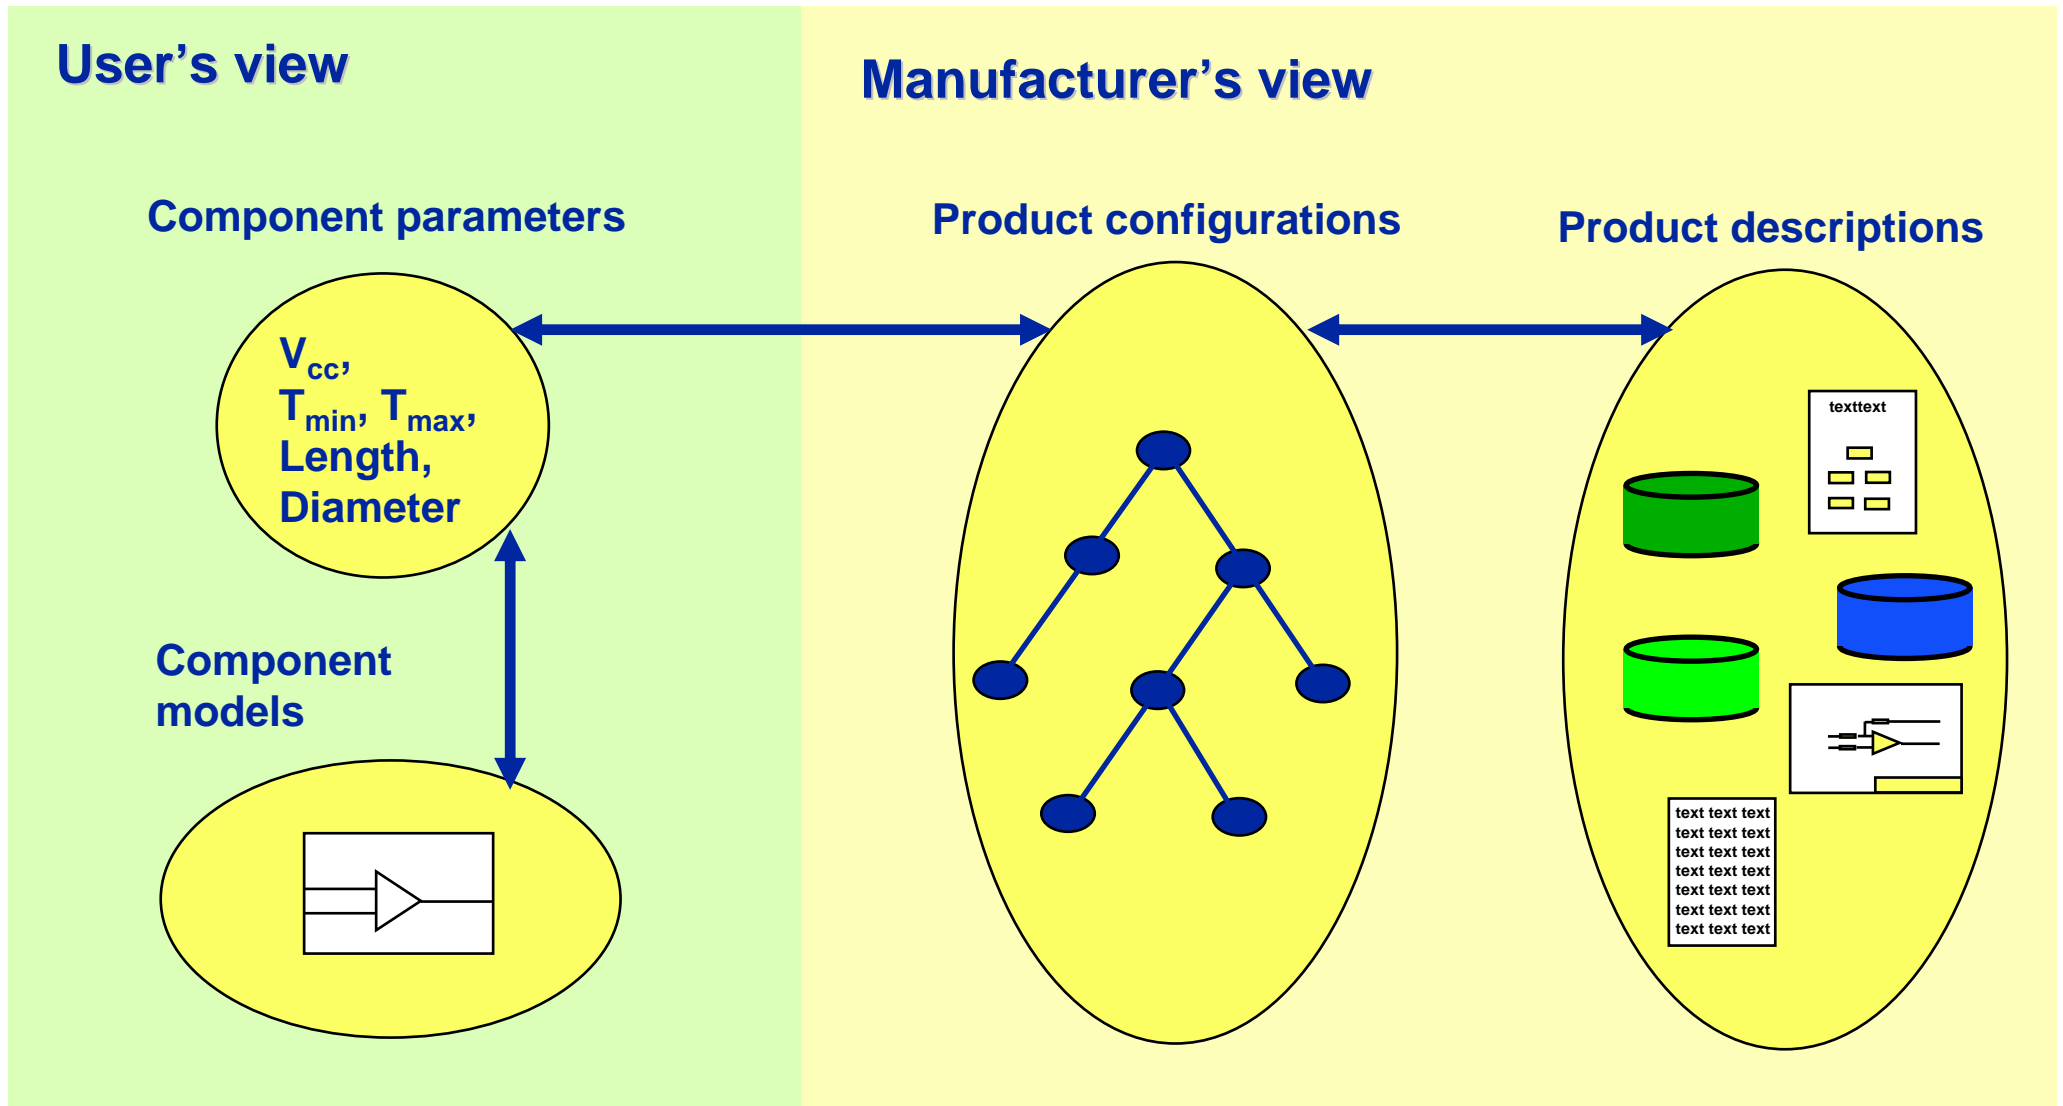 User’s view
Manufacturer’s view
Component parameters
Product configurations
Product descriptions
Vcc,
Tmin, Tmax,
Length,
Diameter
Component
models
texttext
text text text
text text text
text text text
text text text
text text text
text text text
text text text